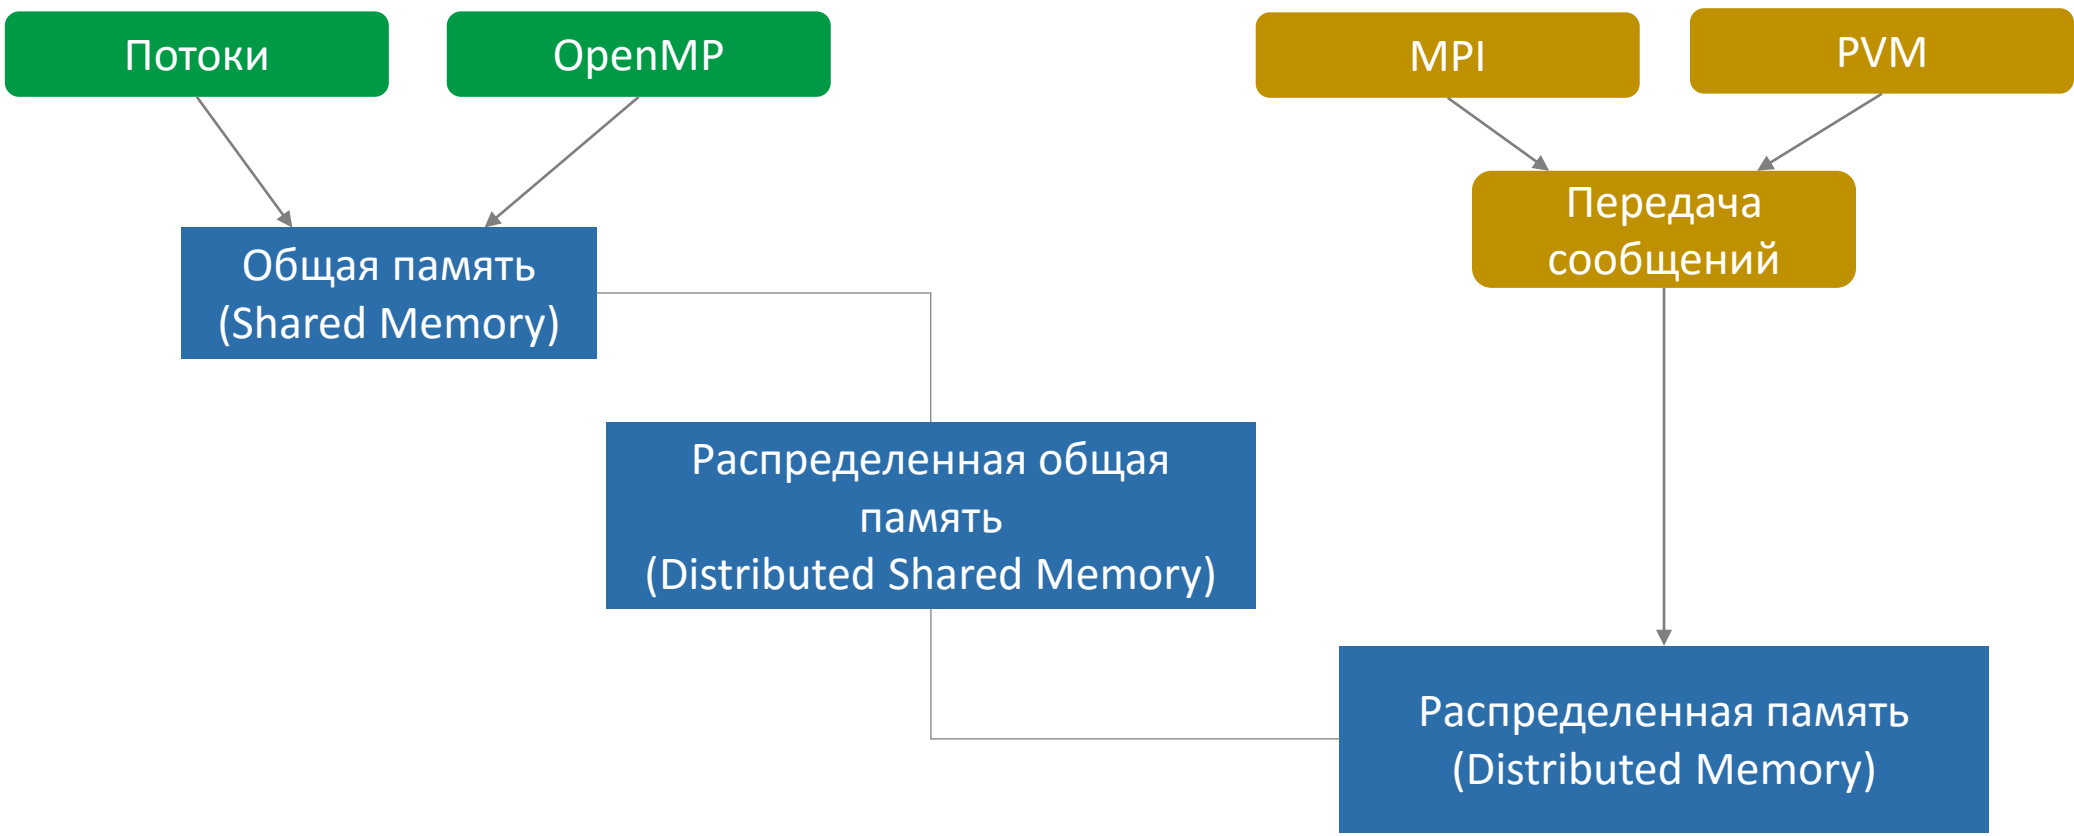 Потоки
OpenMP
MPI
PVM
Передача
сообщений
Общая память
(Shared Memory)
Распределенная общая
память
(Distributed Shared Memory)
Распределенная память
(Distributed Memory)